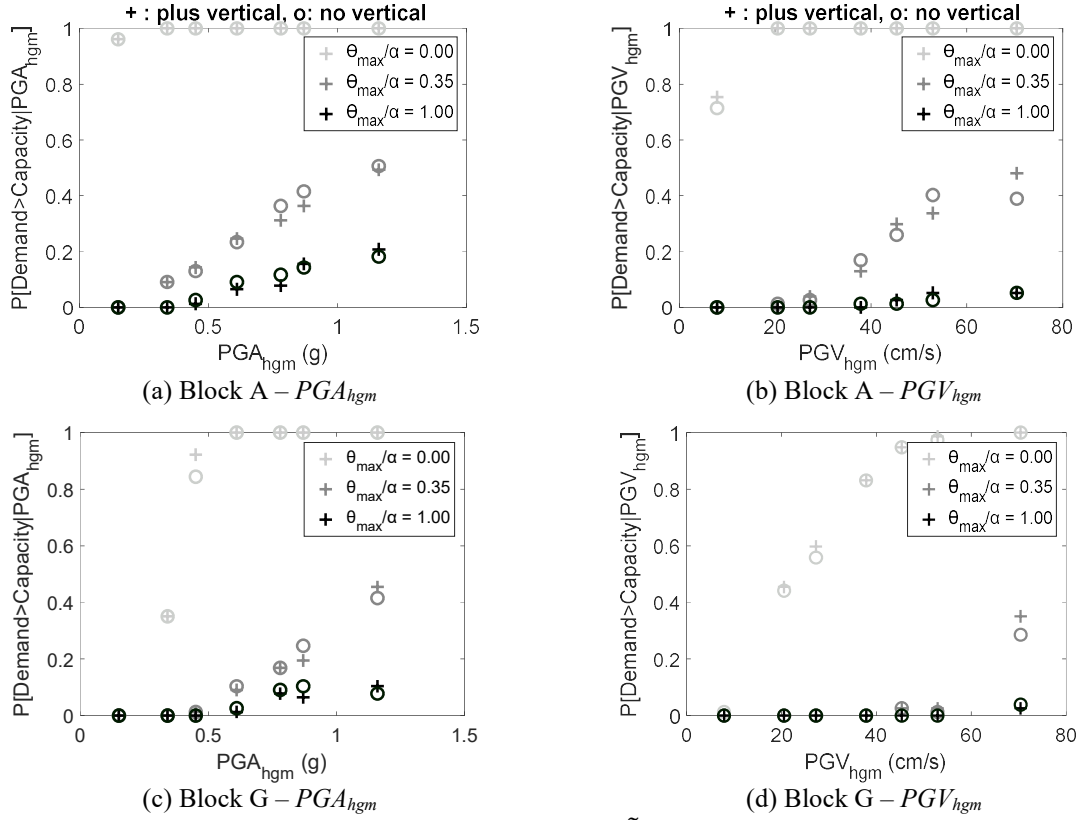 + : plus vertical, o: no vertical
P[Demand>Capacity|PGA_hgm]
1
0.8
0.6
0.4
0.2
0
θ_max/α = 0.00
θ_max/α = 0.35
θ_max/α = 1.00
0 0.5 1 1.5
PGA_hgm (g)
(a) Block A – PGA_hgm
+ : plus vertical, o: no vertical
P[Demand>Capacity|PGV_hgm]
1
0.8
0.6
0.4
0.2
0
θ_max/α = 0.00
θ_max/α = 0.35
θ_max/α = 1.00
0 20 40 60 80
PGV_hgm (cm/s)
(b) Block A – PGV_hgm
P[Demand>Capacity|PGA_hgm]
1
0.8
0.6
0.4
0.2
0
θ_max/α = 0.00
θ_max/α = 0.35
θ_max/α = 1.00
0 0.5 1 1.5
PGA_hgm (g)
(c) Block G – PGA_hgm
P[Demand>Capacity|PGV_hgm]
1
0.8
0.6
0.4
0.2
0
θ_max/α = 0.00
θ_max/α = 0.35
θ_max/α = 1.00
0 20 40 60 80
PGV_hgm (cm/s)
(d) Block G – PGV_hgm